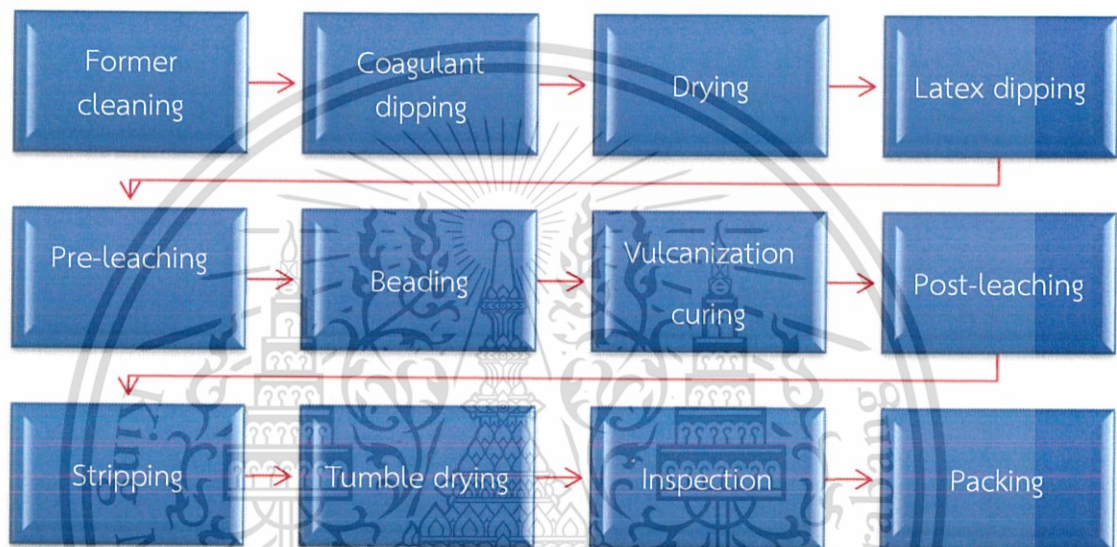 Former
cleaning
Coagulant
dipping
Drying
Latex dipping
Pre-leaching
Beading
Vulcanization
curing
Post-leaching
Stripping
Tumble drying
Inspection
Packing
King